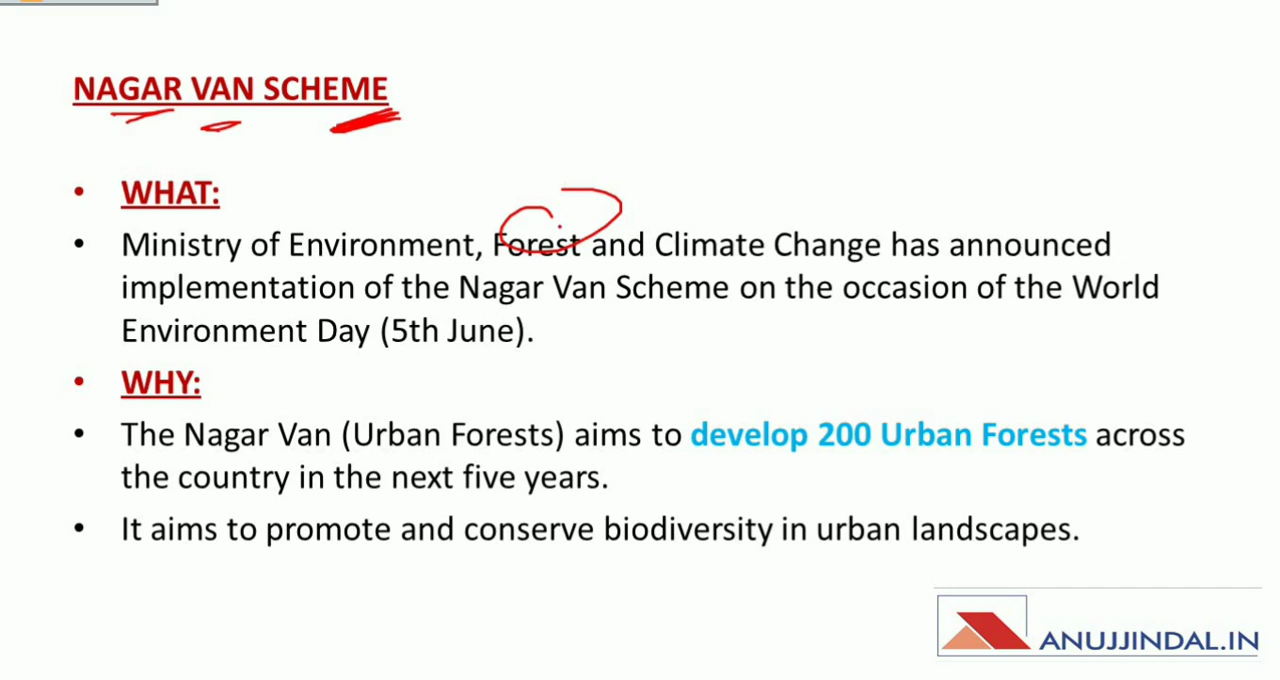 NAGAR VAN SCHEME
• WHAT:
• Ministry of Environment, Forest and Climate Change has announced
implementation of the Nagar Van Scheme on the occasion of the World
Environment Day (5th June).
• WHY:
• The Nagar Van (Urban Forests) aims to develop 200 Urban Forests across
the country in the next five years.
• It aims to promote and conserve biodiversity in urban landscapes.
ANUJJINDAL.IN